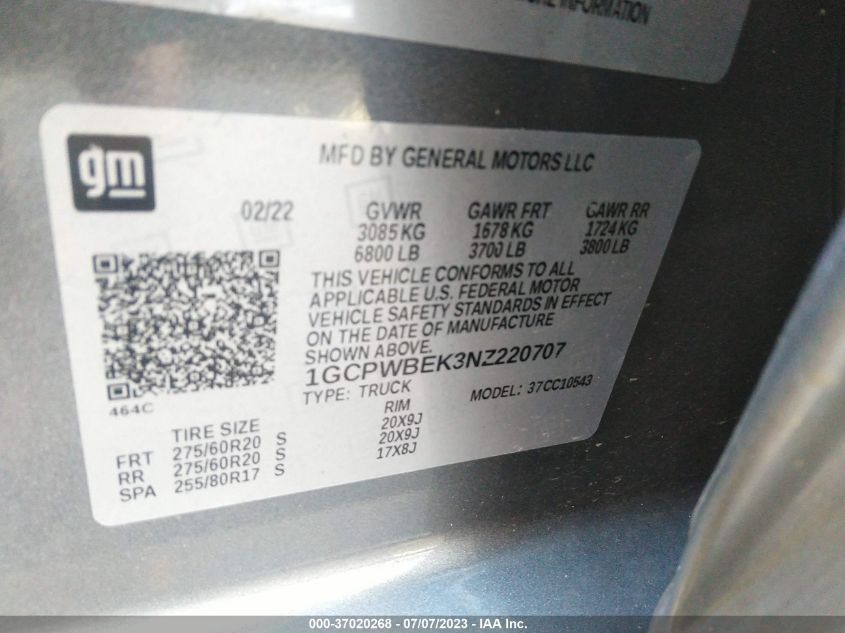 INFORMATION
gm
MFD BY GENERAL MOTORS LLC
02/22 GVWR GAWR FRT GAWR RR
3085 KG 1678 KG 1724 KG
6800 LB 3700 LB 3800 LB
THIS VEHICLE CONFORMS TO ALL
APPLICABLE U.S. FEDERAL MOTOR
VEHICLE SAFETY STANDARDS IN EFFECT
ON THE DATE OF MANUFACTURE
SHOWN ABOVE.
1GCPWBEK3NZ220707
TYPE: TRUCK MODEL: 37CC10543
464C
TIRE SIZE RIM
FRT 275/60R20 S 20X9J
RR 275/60R20 S 20X9J
SPA 255/80R17 S 17X8J
000-37020268 - 07/07/2023 - IAA Inc.